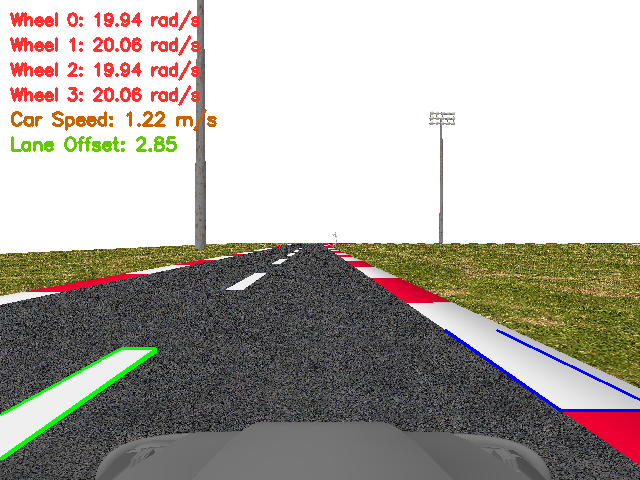 Wheel 0: 19.94 rad/s
Wheel 1: 20.06 rad/s
Wheel 2: 19.94 rad/s
Wheel 3: 20.06 rad/s
Car Speed: 1.22 m/s
Lane Offset: 2.85